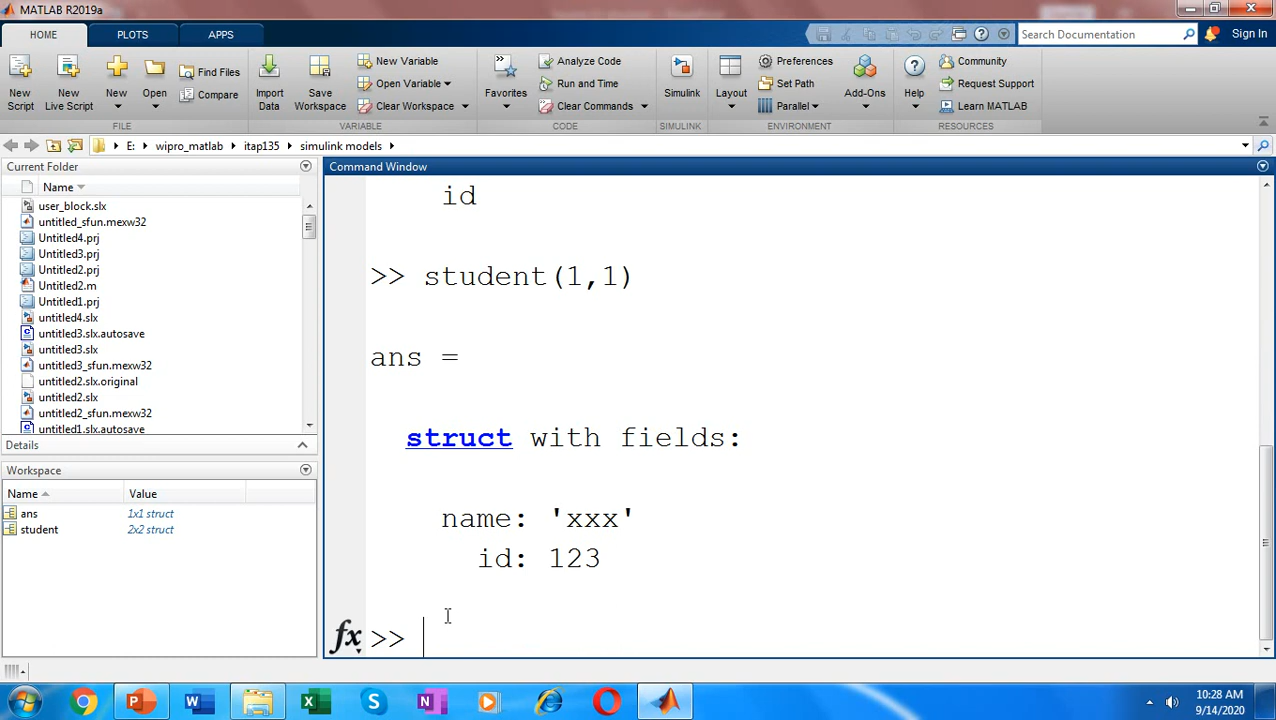 MATLAB R2019a
HOME PLOTS APPS
Search Documentation Sign In
New Script New Live Script New Open Find Files Compare Import Data Save Workspace New Variable Open Variable Clear Workspace Favorites Analyze Code Run and Time Clear Commands Simulink Layout Preferences Set Path Parallel Add-Ons Help Community Request Support Learn MATLAB
FILE VARIABLE CODE SIMULINK ENVIRONMENT RESOURCES
E: wipro_matlab itap135 simulink models
Current Folder
Name
user_block.slx
untitled_sfun.mexw32
Untitled4.prj
Untitled3.prj
Untitled2.prj
Untitled2.m
Untitled1.prj
untitled4.slx
untitled3.slx.autosave
untitled3.slx
untitled3_sfun.mexw32
untitled2.slx.original
untitled2.slx
untitled2_sfun.mexw32
untitled1.slx.autosave
Details
Workspace
Name Value
ans 1x1 struct
student 2x2 struct
Command Window
id
>> student(1,1)
ans =
struct with fields:
name: 'xxx'
id: 123
fx >>
10:28 AM
9/14/2020